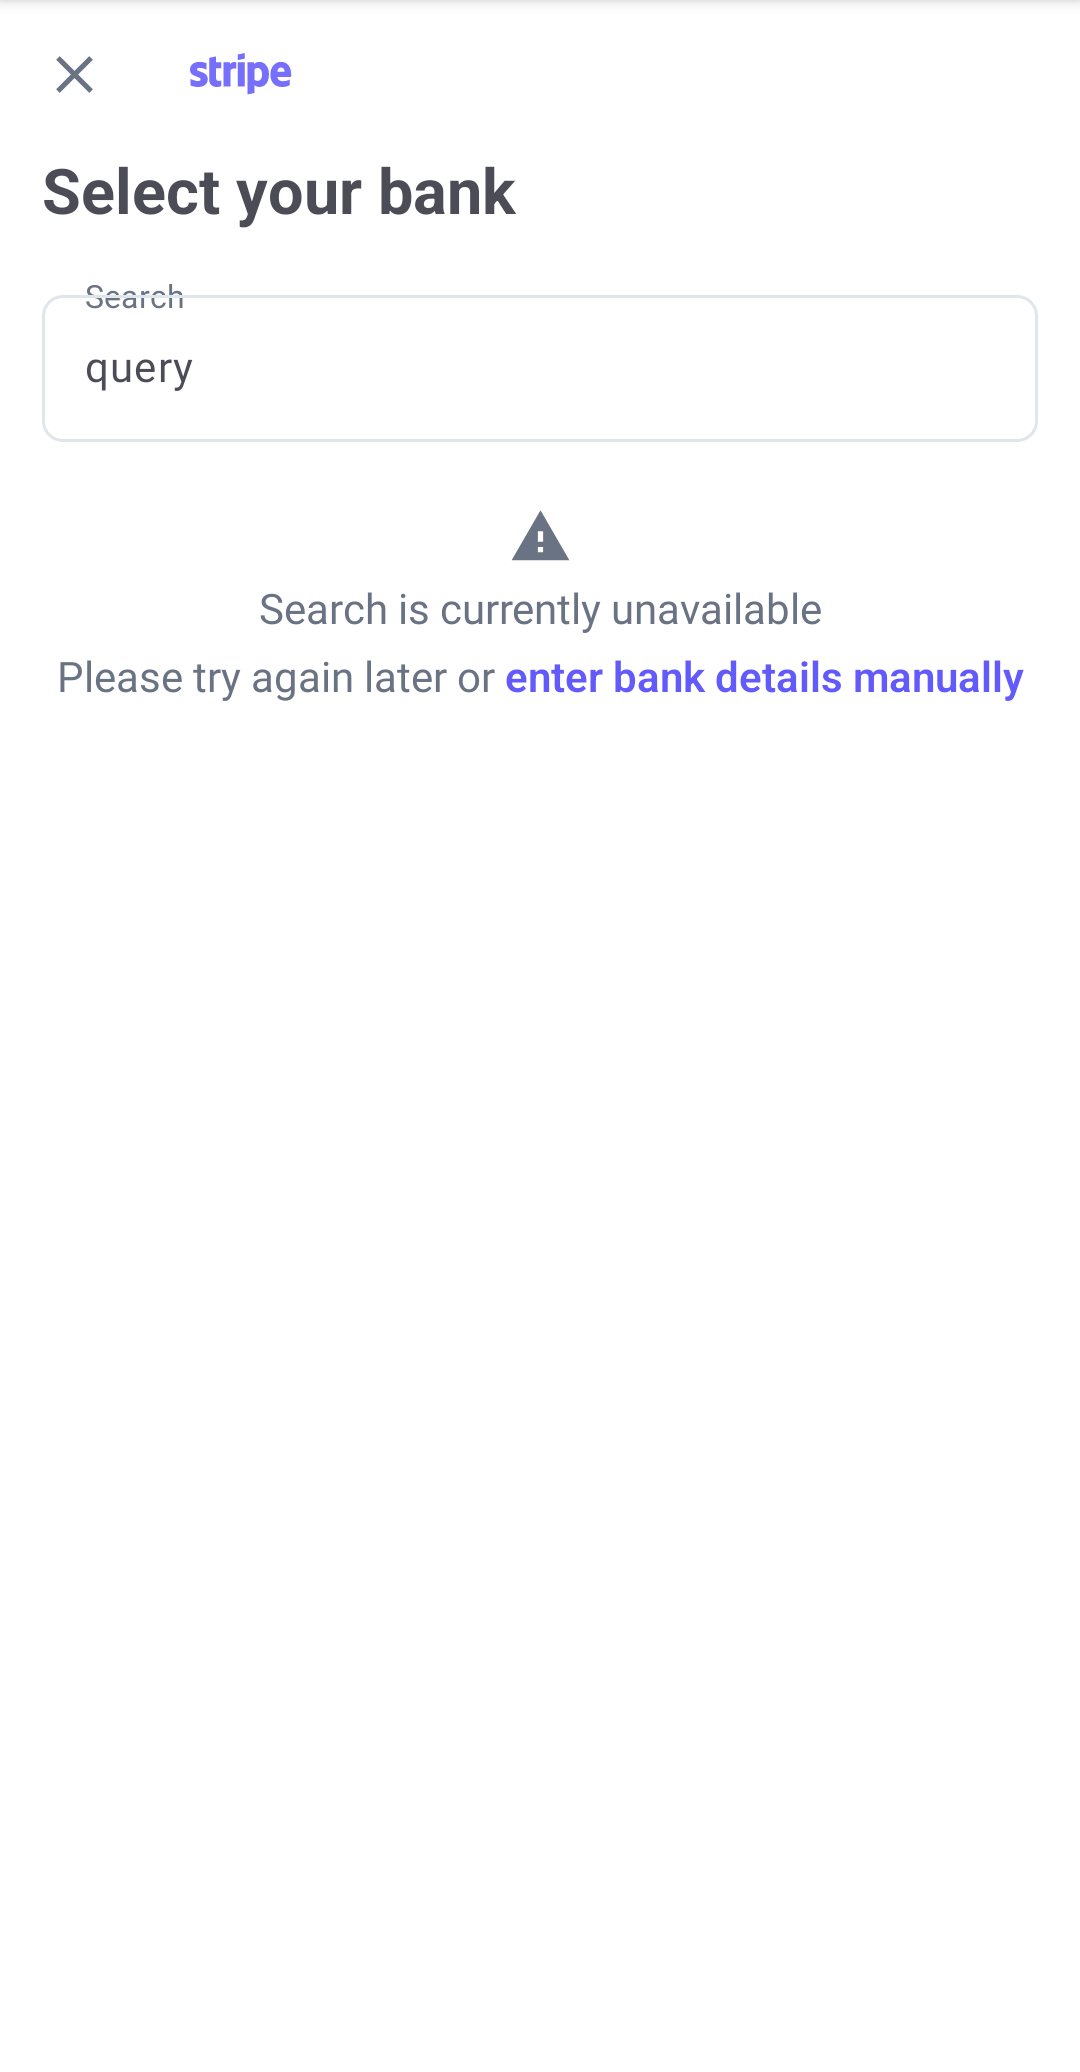 stripe
Select your bank
Search
query
Search is currently unavailable
Please try again later or enter bank details manually